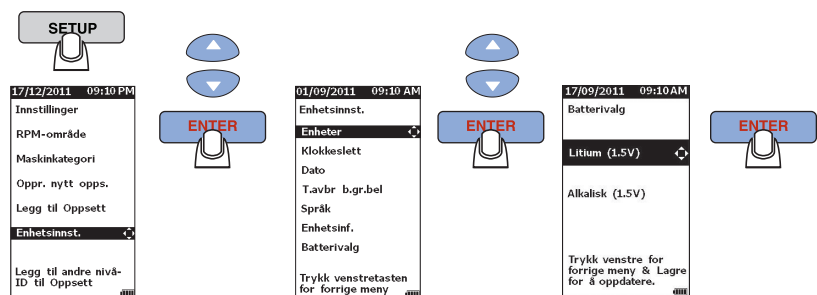 SETUP
17/12/2011 09:10 PM
Innstillinger
RPM-område
Maskinkategori
Oppr. nytt opps.
Legg til Oppsett
Enhetsinnst.
Legg til andre nivå-
ID til Oppsett
ENTER
01/09/2011 09:10 AM
Enhetsinnst.
Enheter
Klokkeslett
Dato
T.avbr b.gr.bel
Språk
Enhetsinf.
Batterivalg
Trykk venstretasten
for forrige meny
ENTER
17/09/2011 09:10 AM
Batterivalg
Litium (1.5V)
Alkalisk (1.5V)
Trykk venstre for
forrige meny & Lagre
for å oppdatere.
ENTER